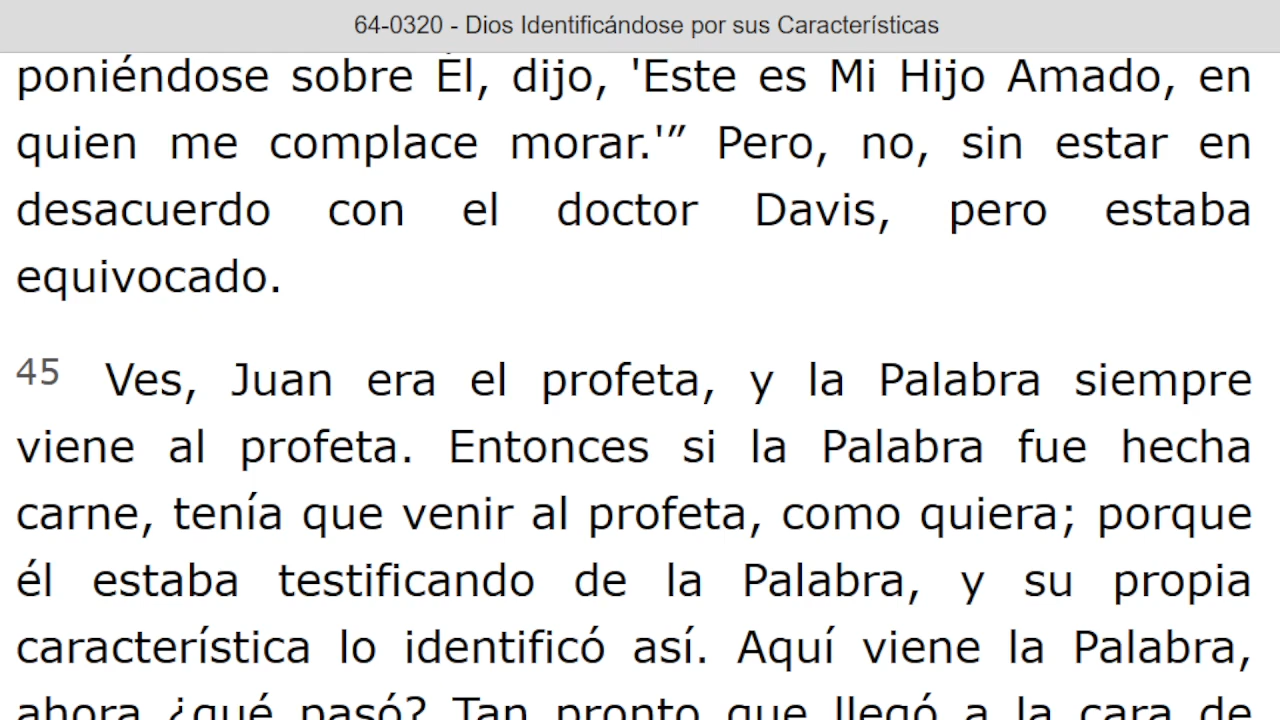 64-0320 - Dios Identificándose por sus Características
poniéndose sobre Él, dijo, 'Este es Mi Hijo Amado, en
quien me complace morar.'” Pero, no, sin estar en
desacuerdo con el doctor Davis, pero estaba
equivocado.
45 Ves, Juan era el profeta, y la Palabra siempre
viene al profeta. Entonces si la Palabra fue hecha
carne, tenía que venir al profeta, como quiera; porque
él estaba testificando de la Palabra, y su propia
característica lo identificó así. Aquí viene la Palabra,
ahora ¿qué pasó? Tan pronto que llegó a la cara de